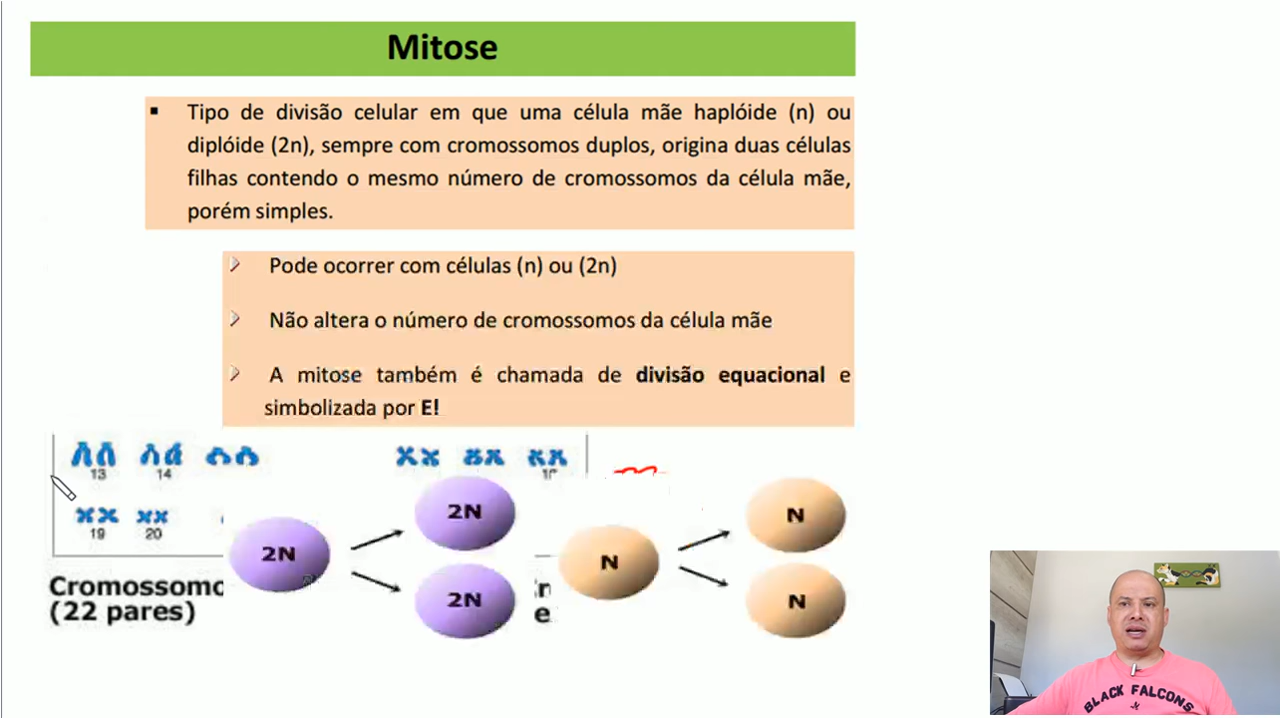 Mitose
▪ Tipo de divisão celular em que uma célula mãe haplóide (n) ou
diplóide (2n), sempre com cromossomos duplos, origina duas células
filhas contendo o mesmo número de cromossomos da célula mãe,
porém simples.
Pode ocorrer com células (n) ou (2n)
Não altera o número de cromossomos da célula mãe
A mitose também é chamada de divisão equacional e
simbolizada por E!
13 14
19 20
Cromossomo
(22 pares)
2N
2N
2N
N
N
N
BLACK FALCONS